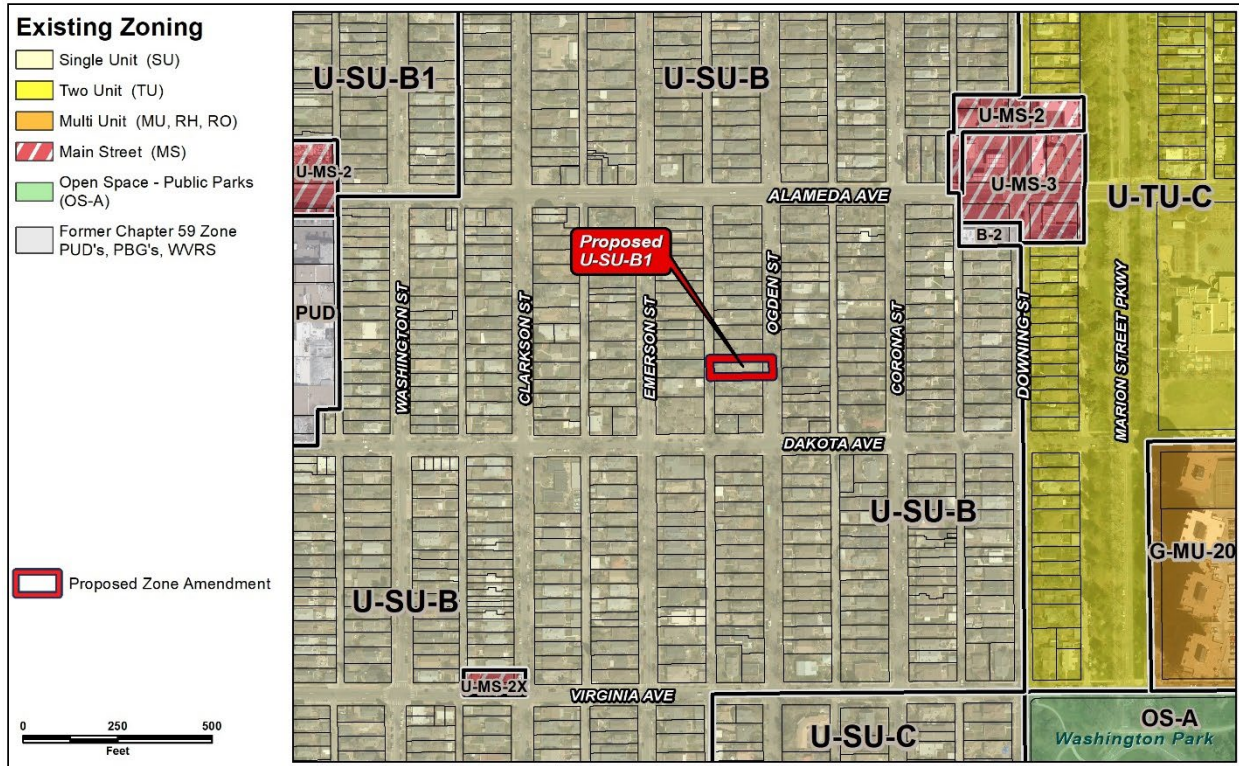 Existing Zoning
Single Unit (SU)
Two Unit (TU)
Multi Unit (MU, RH, RO)
Main Street (MS)
Open Space - Public Parks
(OS-A)
Former Chapter 59 Zone
PUD's, PBG's, WVRS
Proposed Zone Amendment
0 250 500
Feet
U-SU-B1
U-SU-B
U-MS-2
U-MS-2
U-MS-3
ALAMEDA AVE
U-TU-C
B-2
Proposed
U-SU-B1
PUD
WASHINGTON ST
CLARKSON ST
EMERSON ST
OGDEN ST
CORONA ST
DOWNING ST
MARION STREET PKWY
DAKOTA AVE
U-SU-B
G-MU-20
U-SU-B
U-MS-2X
VIRGINIA AVE
U-SU-C
OS-A
Washington Park